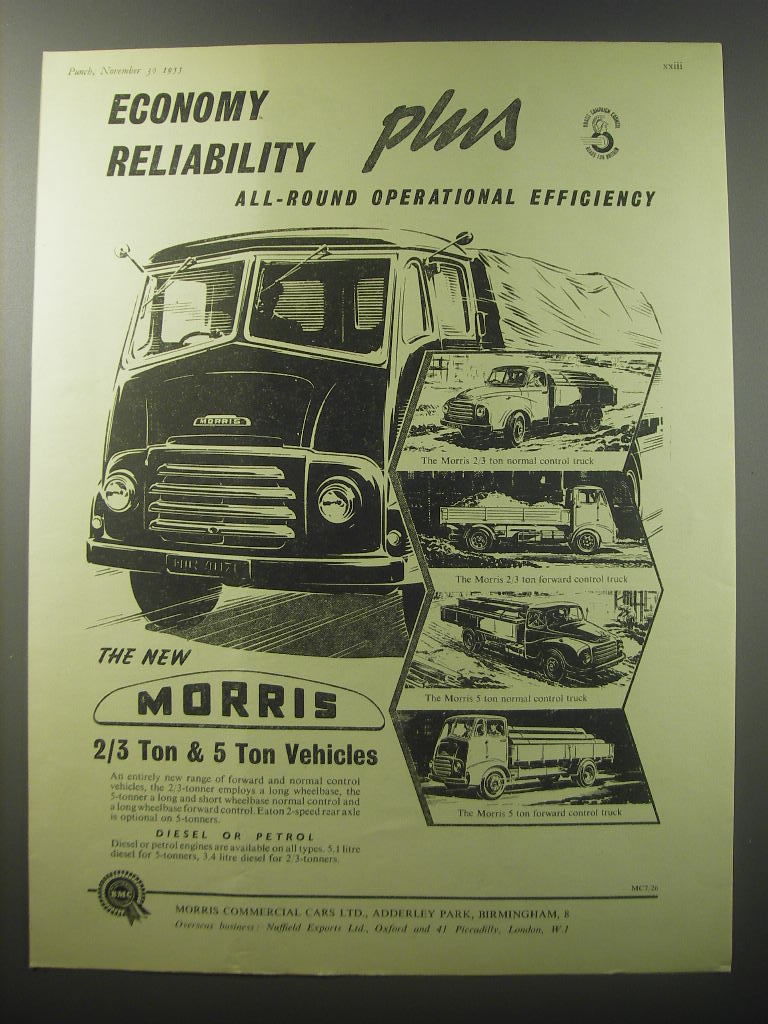 Punch, November 30 1955
xxiii
ECONOMY
RELIABILITY
plus
ALL-ROUND OPERATIONAL EFFICIENCY
MORRIS
The Morris 2/3 ton normal control truck
The Morris 2/3 ton forward control truck
The Morris 5 ton normal control truck
The Morris 5 ton forward control truck
THE NEW
MORRIS
2/3 Ton & 5 Ton Vehicles
An entirely new range of forward and normal control
vehicles, the 2/3-tonner employs a long wheelbase, the
5-tonner a long and short wheelbase normal control and
a long wheelbase forward control. Eaton 2-speed rear axle
is optional on 5-tonners.
DIESEL OR PETROL
Diesel or petrol engines are available on all types. 5.1 litre
diesel for 5-tonners, 3.4 litre diesel for 2/3-tonners.
BMC
MC7/26
MORRIS COMMERCIAL CARS LTD., ADDERLEY PARK, BIRMINGHAM, 8
Overseas business: Nuffield Exports Ltd., Oxford and 41 Piccadilly, London, W.1